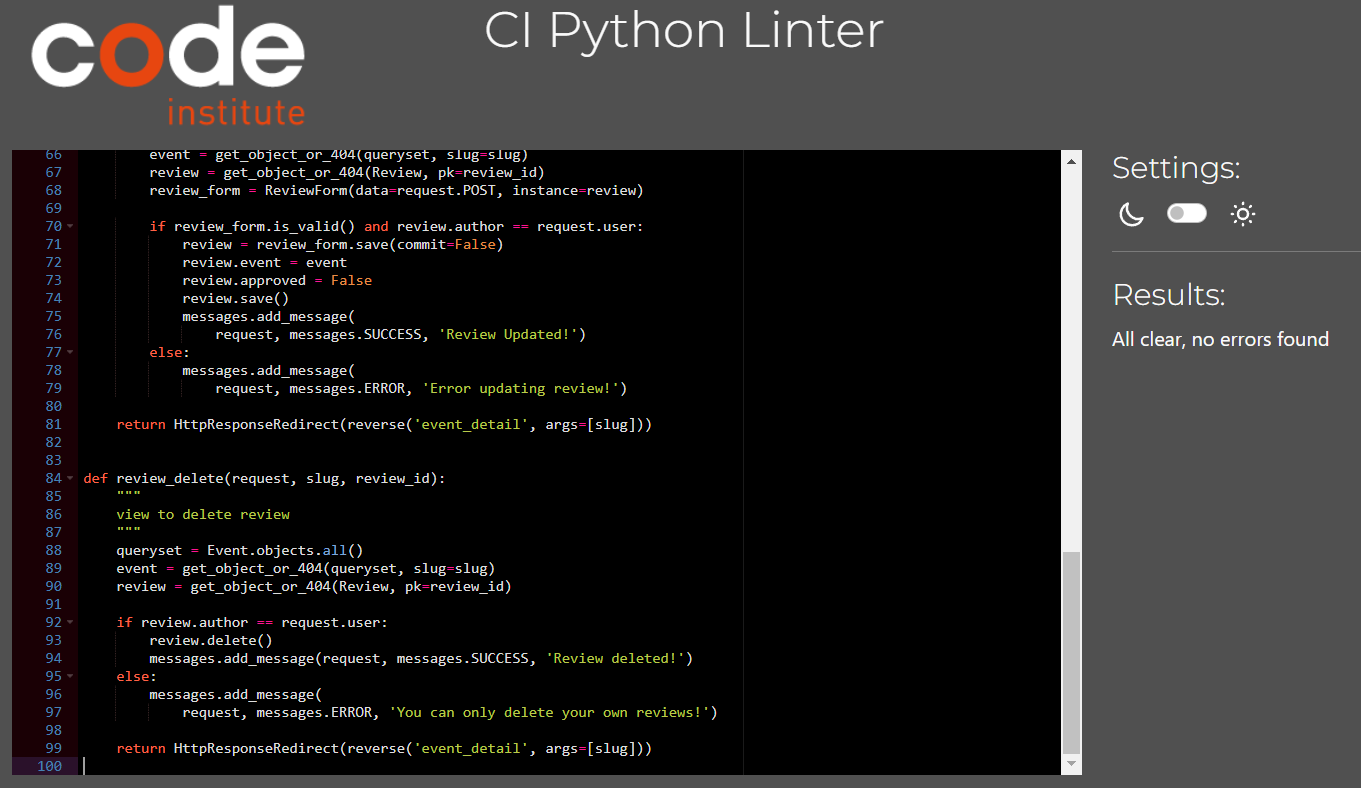 code
institute
CI Python Linter
66 event = get_object_or_404(queryset, slug=slug)
67 review = get_object_or_404(Review, pk=review_id)
68 review_form = ReviewForm(data=request.POST, instance=review)
69
70 if review_form.is_valid() and review.author == request.user:
71 review = review_form.save(commit=False)
72 review.event = event
73 review.approved = False
74 review.save()
75 messages.add_message(
76 request, messages.SUCCESS, 'Review Updated!')
77 else:
78 messages.add_message(
79 request, messages.ERROR, 'Error updating review!')
80
81 return HttpResponseRedirect(reverse('event_detail', args=[slug]))
82
83
84 def review_delete(request, slug, review_id):
85 """
86 view to delete review
87 """
88 queryset = Event.objects.all()
89 event = get_object_or_404(queryset, slug=slug)
90 review = get_object_or_404(Review, pk=review_id)
91
92 if review.author == request.user:
93 review.delete()
94 messages.add_message(request, messages.SUCCESS, 'Review deleted!')
95 else:
96 messages.add_message(
97 request, messages.ERROR, 'You can only delete your own reviews!')
98
99 return HttpResponseRedirect(reverse('event_detail', args=[slug]))
100
Settings:
Results:
All clear, no errors found